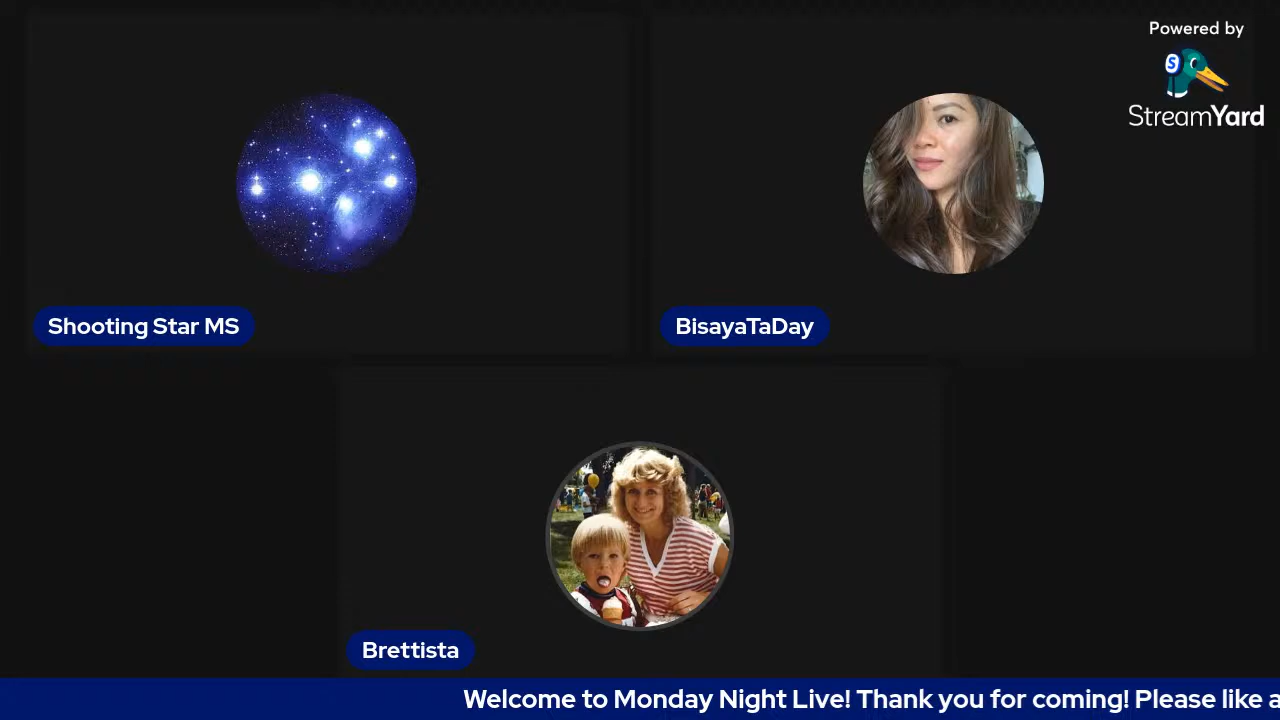 Powered by
S
StreamYard
Shooting Star MS
BisayaTaDay
Brettista
Welcome to Monday Night Live! Thank you for coming! Please like a